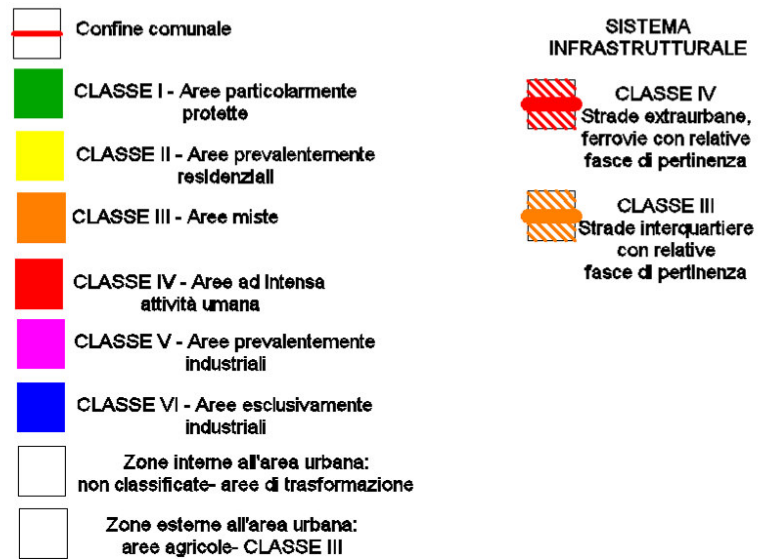 Confine comunale
CLASSE I - Aree particolarmente
protette
CLASSE II - Aree prevalentemente
residenziali
CLASSE III - Aree miste
CLASSE IV - Aree ad intensa
attività umana
CLASSE V - Aree prevalentemente
industriali
CLASSE VI - Aree esclusivamente
industriali
Zone interne all'area urbana:
non classificate- aree di trasformazione
Zone esterne all'area urbana:
aree agricole- CLASSE III
SISTEMA
INFRASTRUTTURALE
CLASSE IV
Strade extraurbane,
ferrovie con relative
fasce di pertinenza
CLASSE III
Strade interquartiere
con relative
fasce di pertinenza